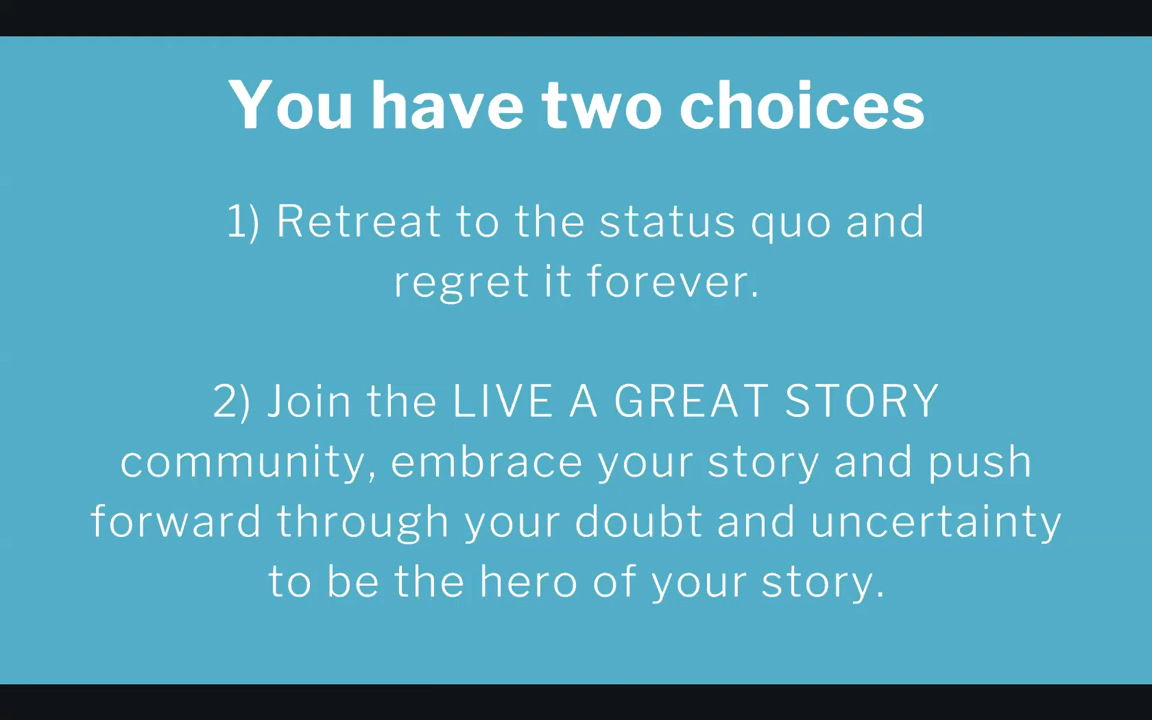 You have two choices
1) Retreat to the status quo and
regret it forever.
2) Join the LIVE A GREAT STORY
community, embrace your story and push
forward through your doubt and uncertainty
to be the hero of your story.